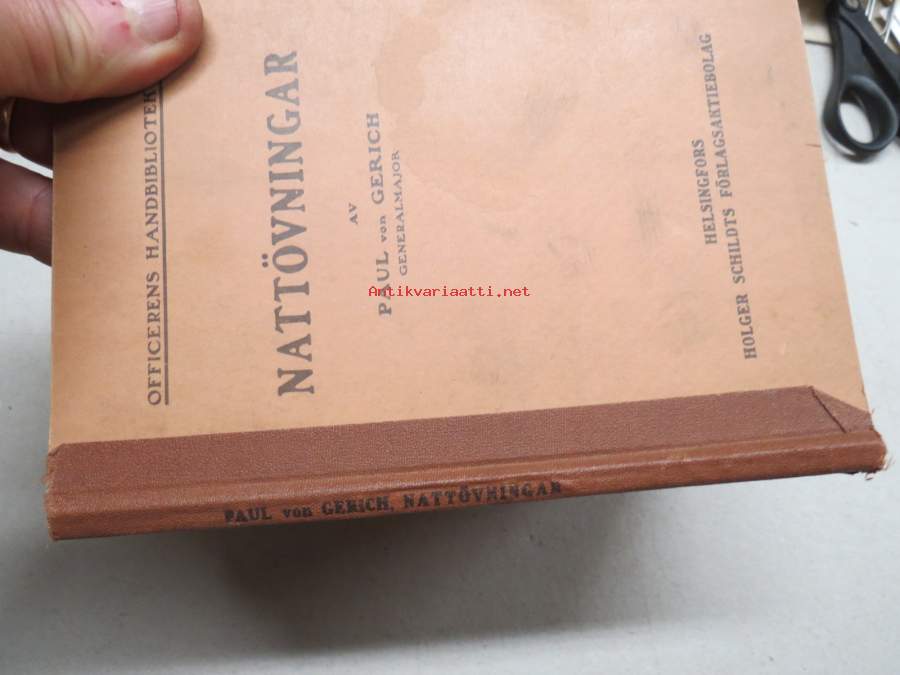 OFFICERENS HANDBIBLIOTEK
NATTÖVNINGAR
AV
PAUL von GERICH
GENERALMAJOR
HELSINGFORS
HOLGER SCHILDTS FÖRLAGSAKTIEBOLAG
PAUL von GERICH, NATTÖVNINGAR
Antikvariaatti.net